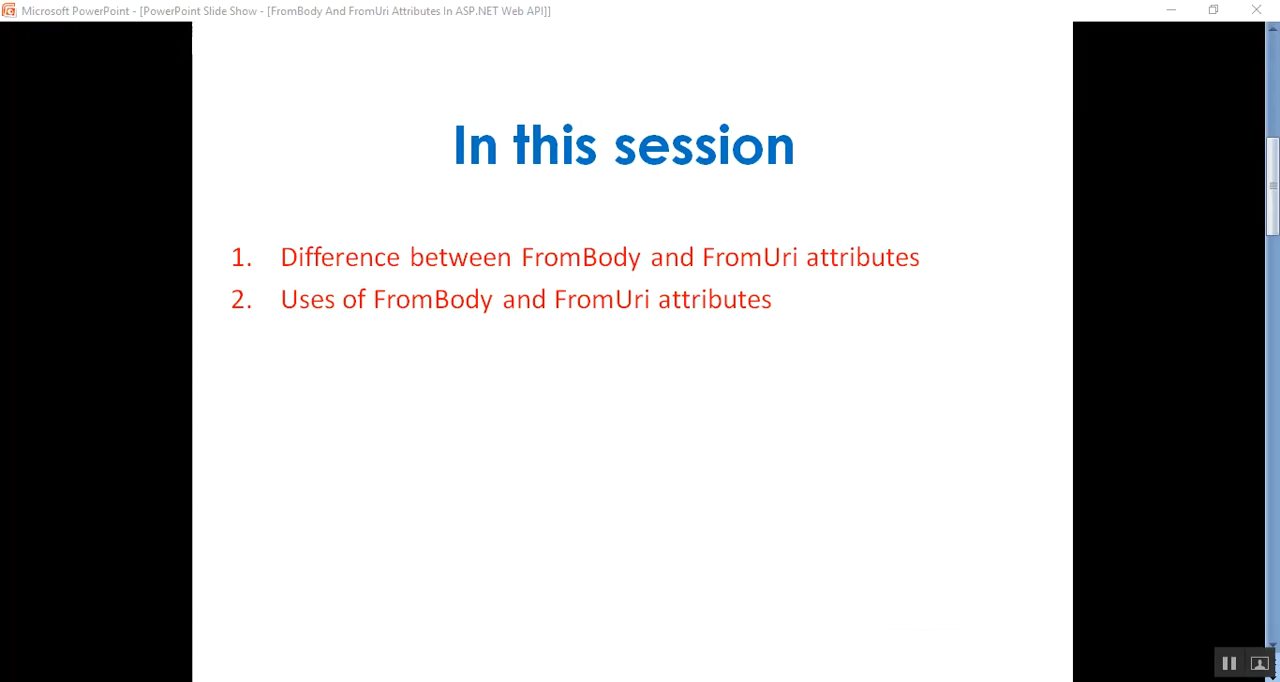 Microsoft PowerPoint - [PowerPoint Slide Show - [FromBody And FromUri Attributes In ASP.NET Web API]]
In this session
1. Difference between FromBody and FromUri attributes
2. Uses of FromBody and FromUri attributes